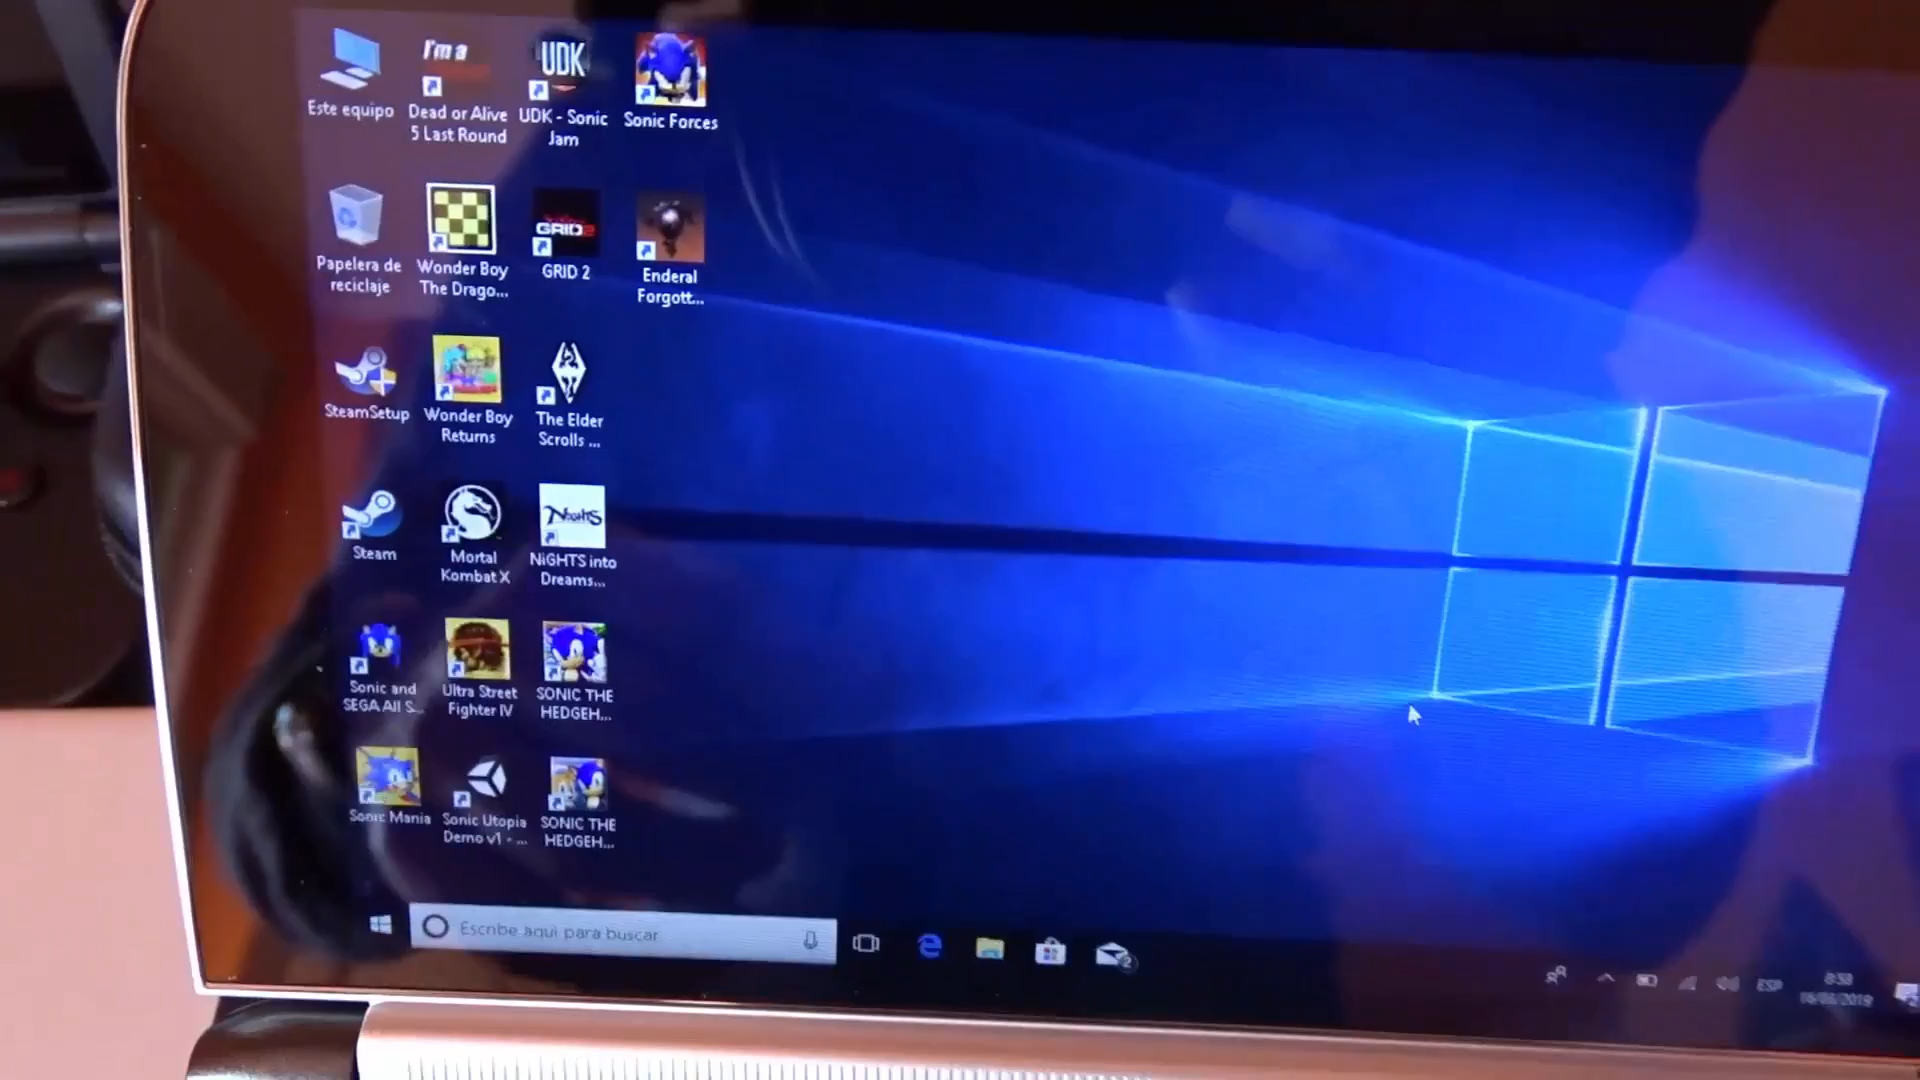 I'm a
UDK
Este equipo
Dead or Alive
5 Last Round
UDK - Sonic
Jam
Sonic Forces
GRID 2
Papelera de
reciclaje
Wonder Boy
The Drago...
GRID 2
Enderal
Forgott...
SteamSetup
Wonder Boy
Returns
The Elder
Scrolls ...
NiGHTS
Steam
Mortal
Kombat X
NiGHTS into
Dreams...
Sonic and
SEGA All S...
Ultra Street
Fighter IV
SONIC THE
HEDGEH...
Sonic Mania
Sonic Utopia
Demo v1 - ...
SONIC THE
HEDGEH...
Escribe aquí para buscar
2
ESP